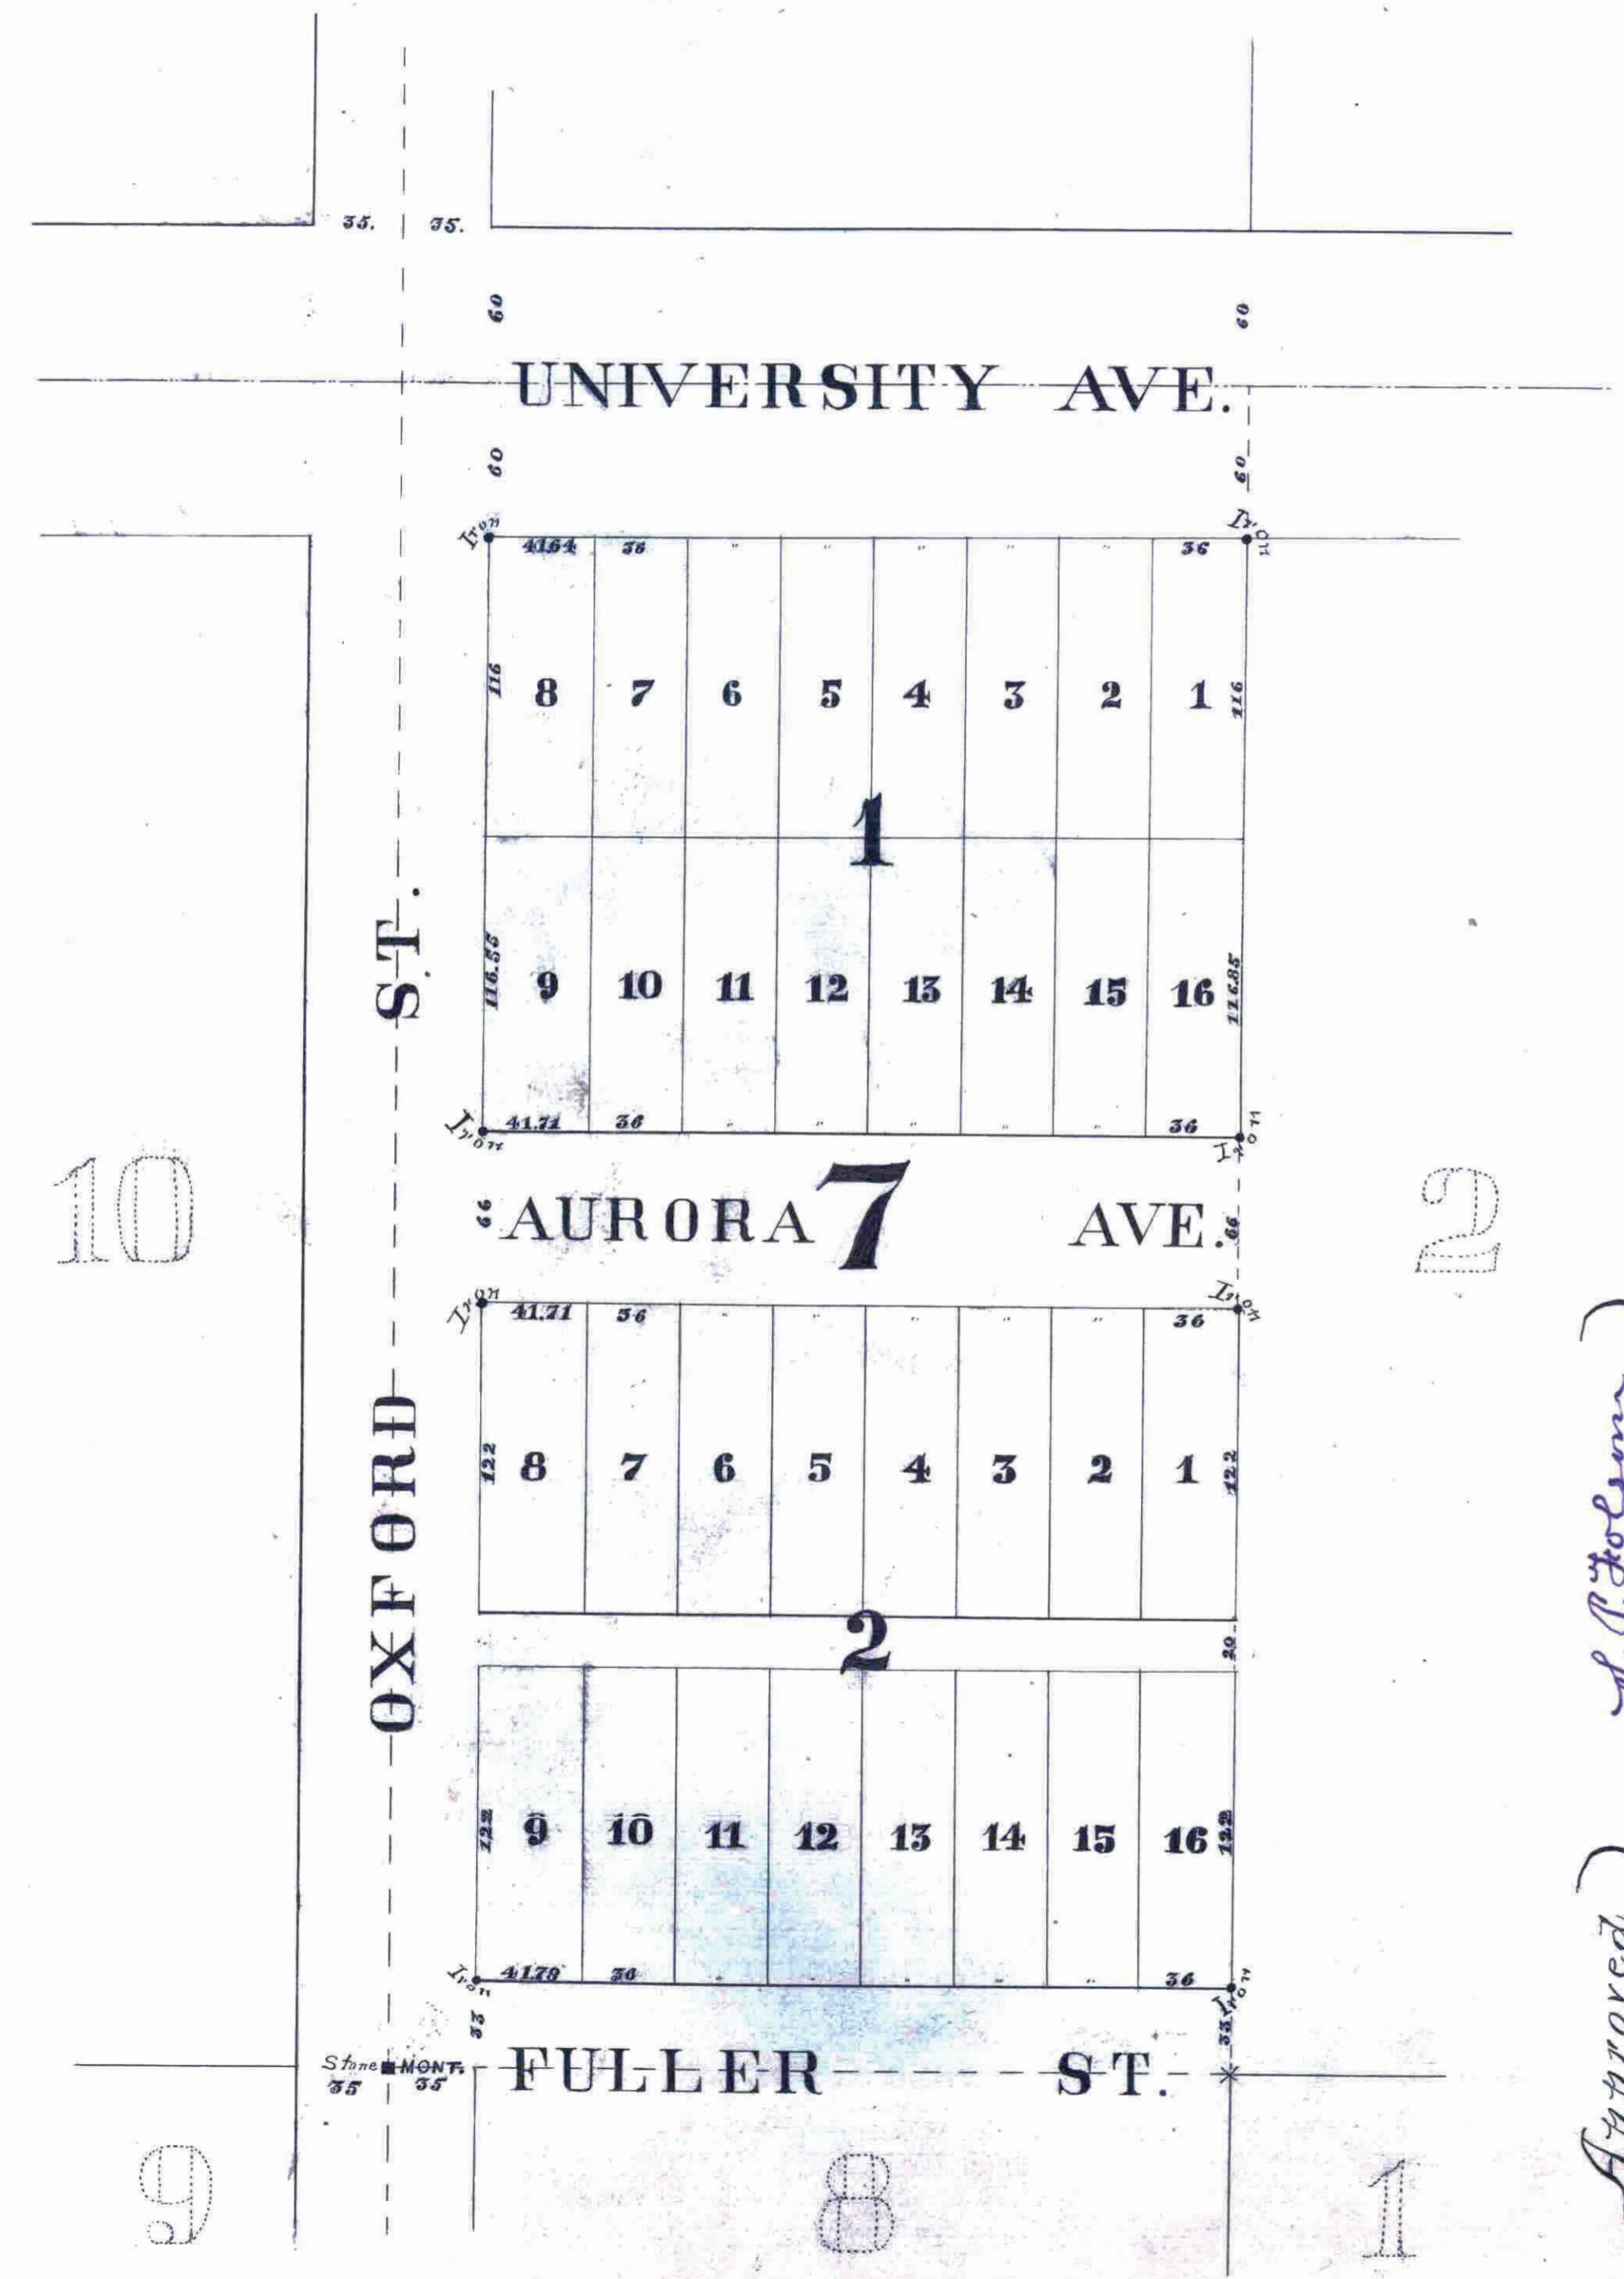 35. 35.
60 60
UNIVERSITY AVE.
60 60
Iron Iron
41.64 36 " " " " " 36
116 8 7 6 5 4 3 2 1 116
1
116.55 9 10 11 12 13 14 15 16 116.85
41.71 36 " " " " " 36
Iron Iron
10 66 AURORA 7 AVE. 66 2
Iron Iron
41.71 36 " " " " " 36
122 8 7 6 5 4 3 2 1 122
2 20
122 9 10 11 12 13 14 15 16 122
41.78 36 " " " " " 36
Iron Iron
33 33
Stone MONT. FULLER ST.
35 35
9 8 1
OXFORD ST.
Approved